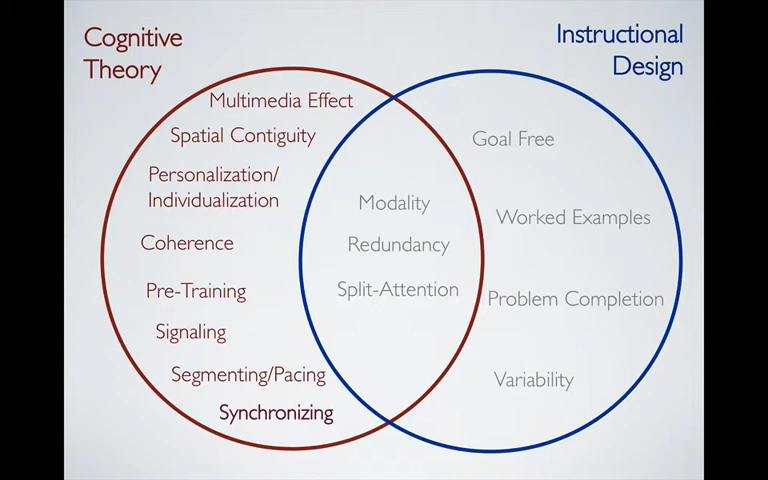 Cognitive
Theory
Instructional
Design
Multimedia Effect
Spatial Contiguity
Personalization/
Individualization
Coherence
Pre-Training
Signaling
Segmenting/Pacing
Synchronizing
Modality
Redundancy
Split-Attention
Goal Free
Worked Examples
Problem Completion
Variability